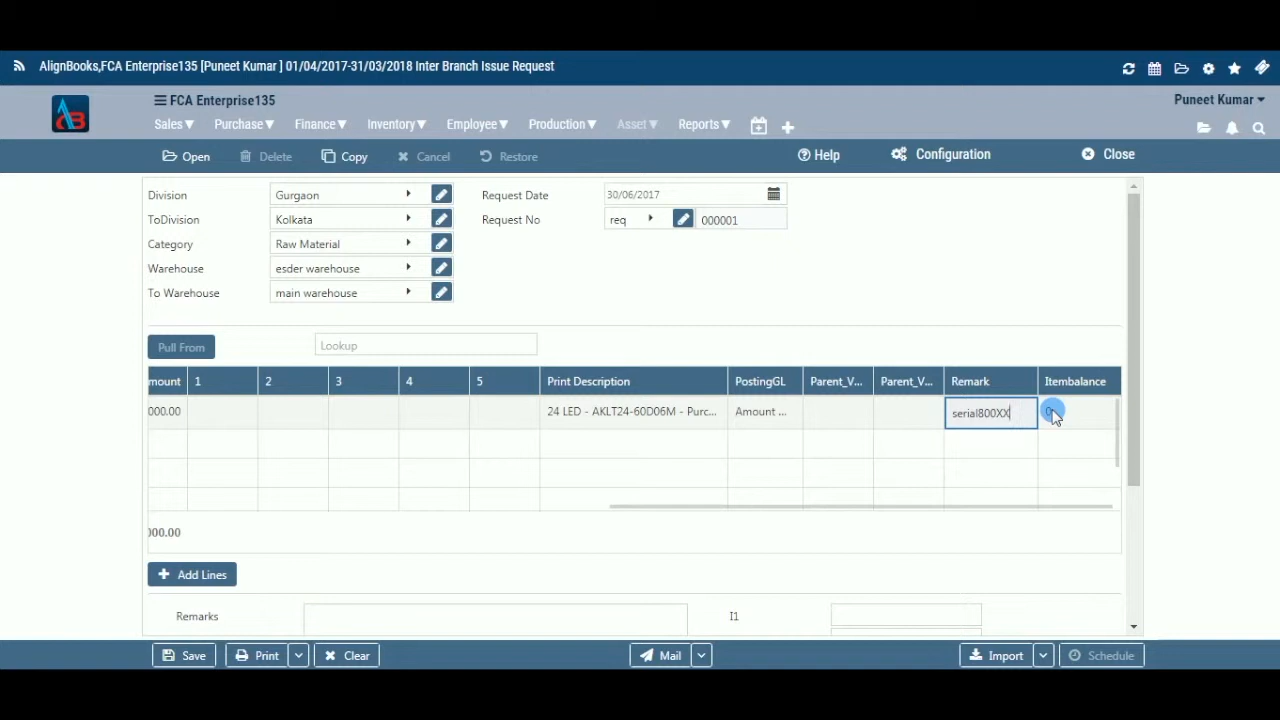 AlignBooks,FCA Enterprise135 [Puneet Kumar ] 01/04/2017-31/03/2018 Inter Branch Issue Request
FCA Enterprise135
Puneet Kumar
Sales Purchase Finance Inventory Employee Production Asset Reports
Open Delete Copy Cancel Restore Help Configuration Close
Division Gurgaon Request Date 30/06/2017
ToDivision Kolkata Request No req 000001
Category Raw Material
Warehouse esder warehouse
To Warehouse main warehouse
Pull From Lookup
mount 1 2 3 4 5 Print Description PostingGL Parent_V... Parent_V... Remark Itembalance
000.00 24 LED - AKLT24-60D06M - Purc... Amount ... serial800XX 0
000.00
Add Lines
Remarks I1
Save Print Clear Mail Import Schedule